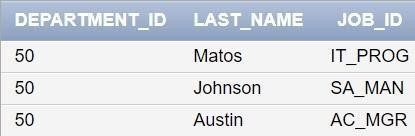 DEPARTMENT_ID LAST_NAME JOB_ID
50 Matos IT_PROG
50 Johnson SA_MAN
50 Austin AC_MGR